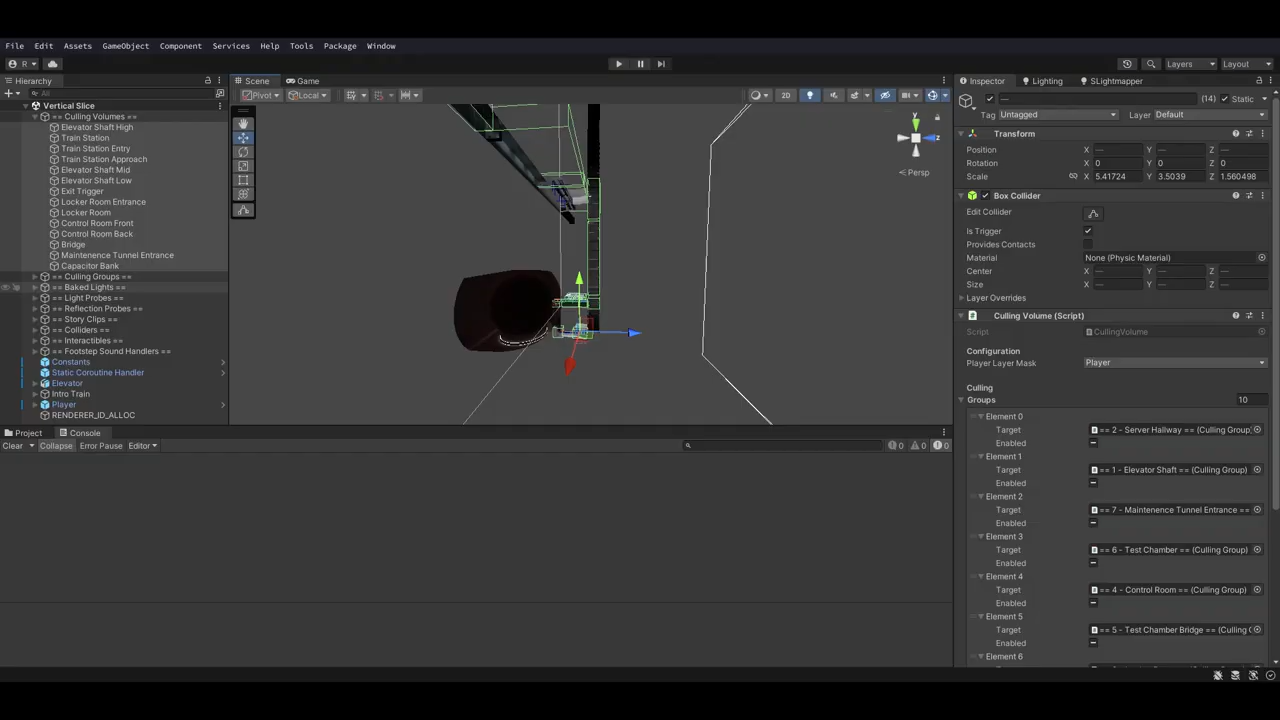 File Edit Assets GameObject Component Services Help Tools Package Window
R Layers Layout
Hierarchy Scene Game Inspector Lighting SLightmapper
All Pivot Local 2D
Vertical Slice
== Culling Volumes ==
Elevator Shaft High
Train Station
Train Station Entry
Train Station Approach
Elevator Shaft Mid
Elevator Shaft Low
Exit Trigger
Locker Room Entrance
Locker Room
Control Room Front
Control Room Back
Bridge
Maintenence Tunnel Entrance
Capacitor Bank
== Culling Groups ==
== Baked Lights ==
== Light Probes ==
== Reflection Probes ==
== Story Clips ==
== Colliders ==
== Interactibles ==
== Footstep Sound Handlers ==
Constants
Static Coroutine Handler
Elevator
Intro Train
Player
RENDERER_ID_ALLOC
y
z
Persp
Project Console
Clear Collapse Error Pause Editor 0 0 0
— (14) Static
Tag Untagged Layer Default
Transform
Position X — Y — Z —
Rotation X 0 Y 0 Z 0
Scale X 5.41724 Y 3.5039 Z 1.560498
Box Collider
Edit Collider
Is Trigger
Provides Contacts
Material None (Physic Material)
Center X — Y — Z —
Size X — Y — Z —
Layer Overrides
Culling Volume (Script)
Script CullingVolume
Configuration
Player Layer Mask Player
Culling
Groups 10
Element 0
Target == 2 - Server Hallway == (Culling Group)
Enabled
Element 1
Target == 1 - Elevator Shaft == (Culling Group)
Enabled
Element 2
Target == 7 - Maintenence Tunnel Entrance ==
Enabled
Element 3
Target == 6 - Test Chamber == (Culling Group)
Enabled
Element 4
Target == 4 - Control Room == (Culling Group)
Enabled
Element 5
Target == 5 - Test Chamber Bridge == (Culling
Enabled
Element 6